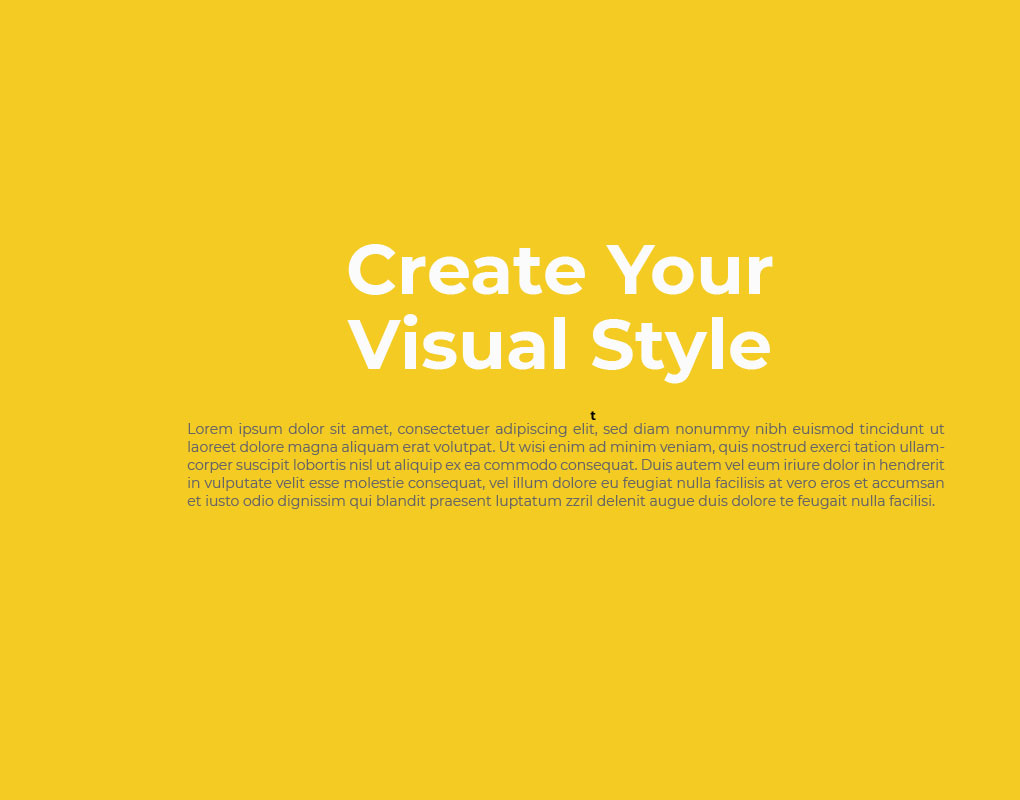 Create Your
Visual Style
t
Lorem ipsum dolor sit amet, consectetuer adipiscing elit, sed diam nonummy nibh euismod tincidunt ut
laoreet dolore magna aliquam erat volutpat. Ut wisi enim ad minim veniam, quis nostrud exerci tation ullam-
corper suscipit lobortis nisl ut aliquip ex ea commodo consequat. Duis autem vel eum iriure dolor in hendrerit
in vulputate velit esse molestie consequat, vel illum dolore eu feugiat nulla facilisis at vero eros et accumsan
et iusto odio dignissim qui blandit praesent luptatum zzril delenit augue duis dolore te feugait nulla facilisi.